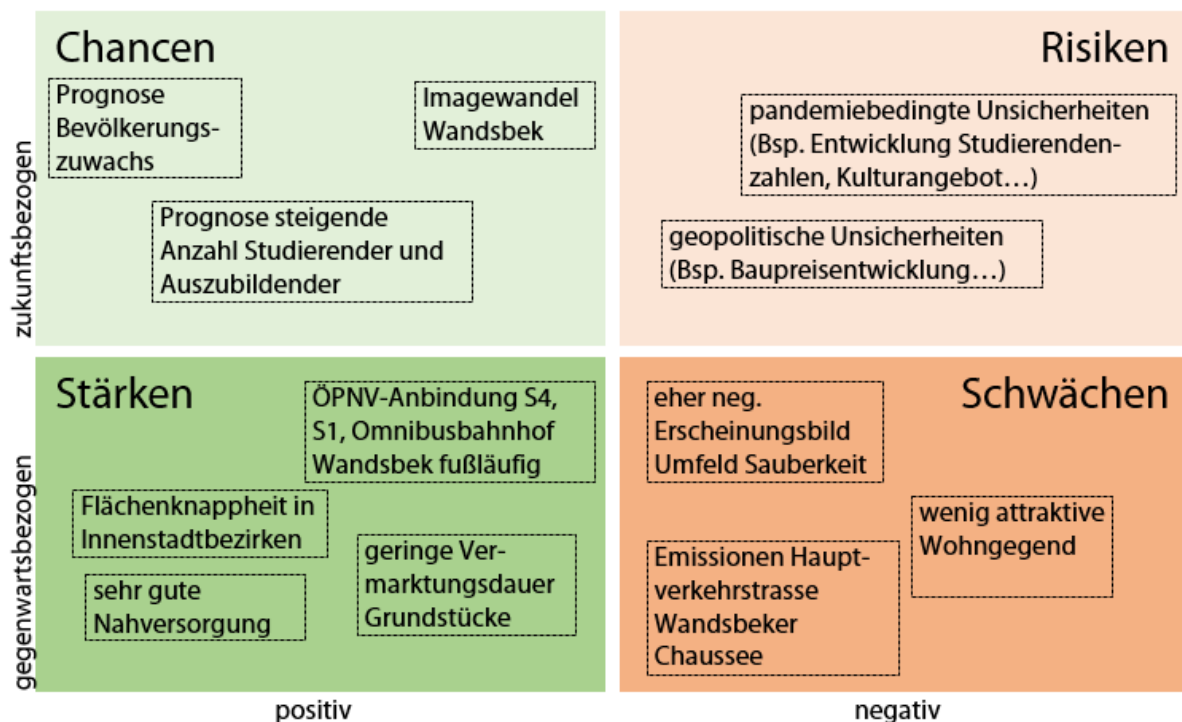 Chancen
Prognose
Bevölkerungs-
zuwachs
Imagewandel
Wandsbek
Prognose steigende
Anzahl Studierender und
Auszubildender
Risiken
pandemiebedingte Unsicherheiten
(Bsp. Entwicklung Studierenden-
zahlen, Kulturangebot…)
geopolitische Unsicherheiten
(Bsp. Baupreisentwicklung…)
zukunftsbezogen
Stärken
ÖPNV-Anbindung S4,
S1, Omnibusbahnhof
Wandsbek fußläufig
Flächenknappheit in
Innenstadtbezirken
geringe Ver-
marktungsdauer
Grundstücke
sehr gute
Nahversorgung
Schwächen
eher neg.
Erscheinungsbild
Umfeld Sauberkeit
wenig attraktive
Wohngegend
Emissionen Haupt-
verkehrstrasse
Wandsbeker
Chaussee
gegenwartsbezogen
positiv
negativ